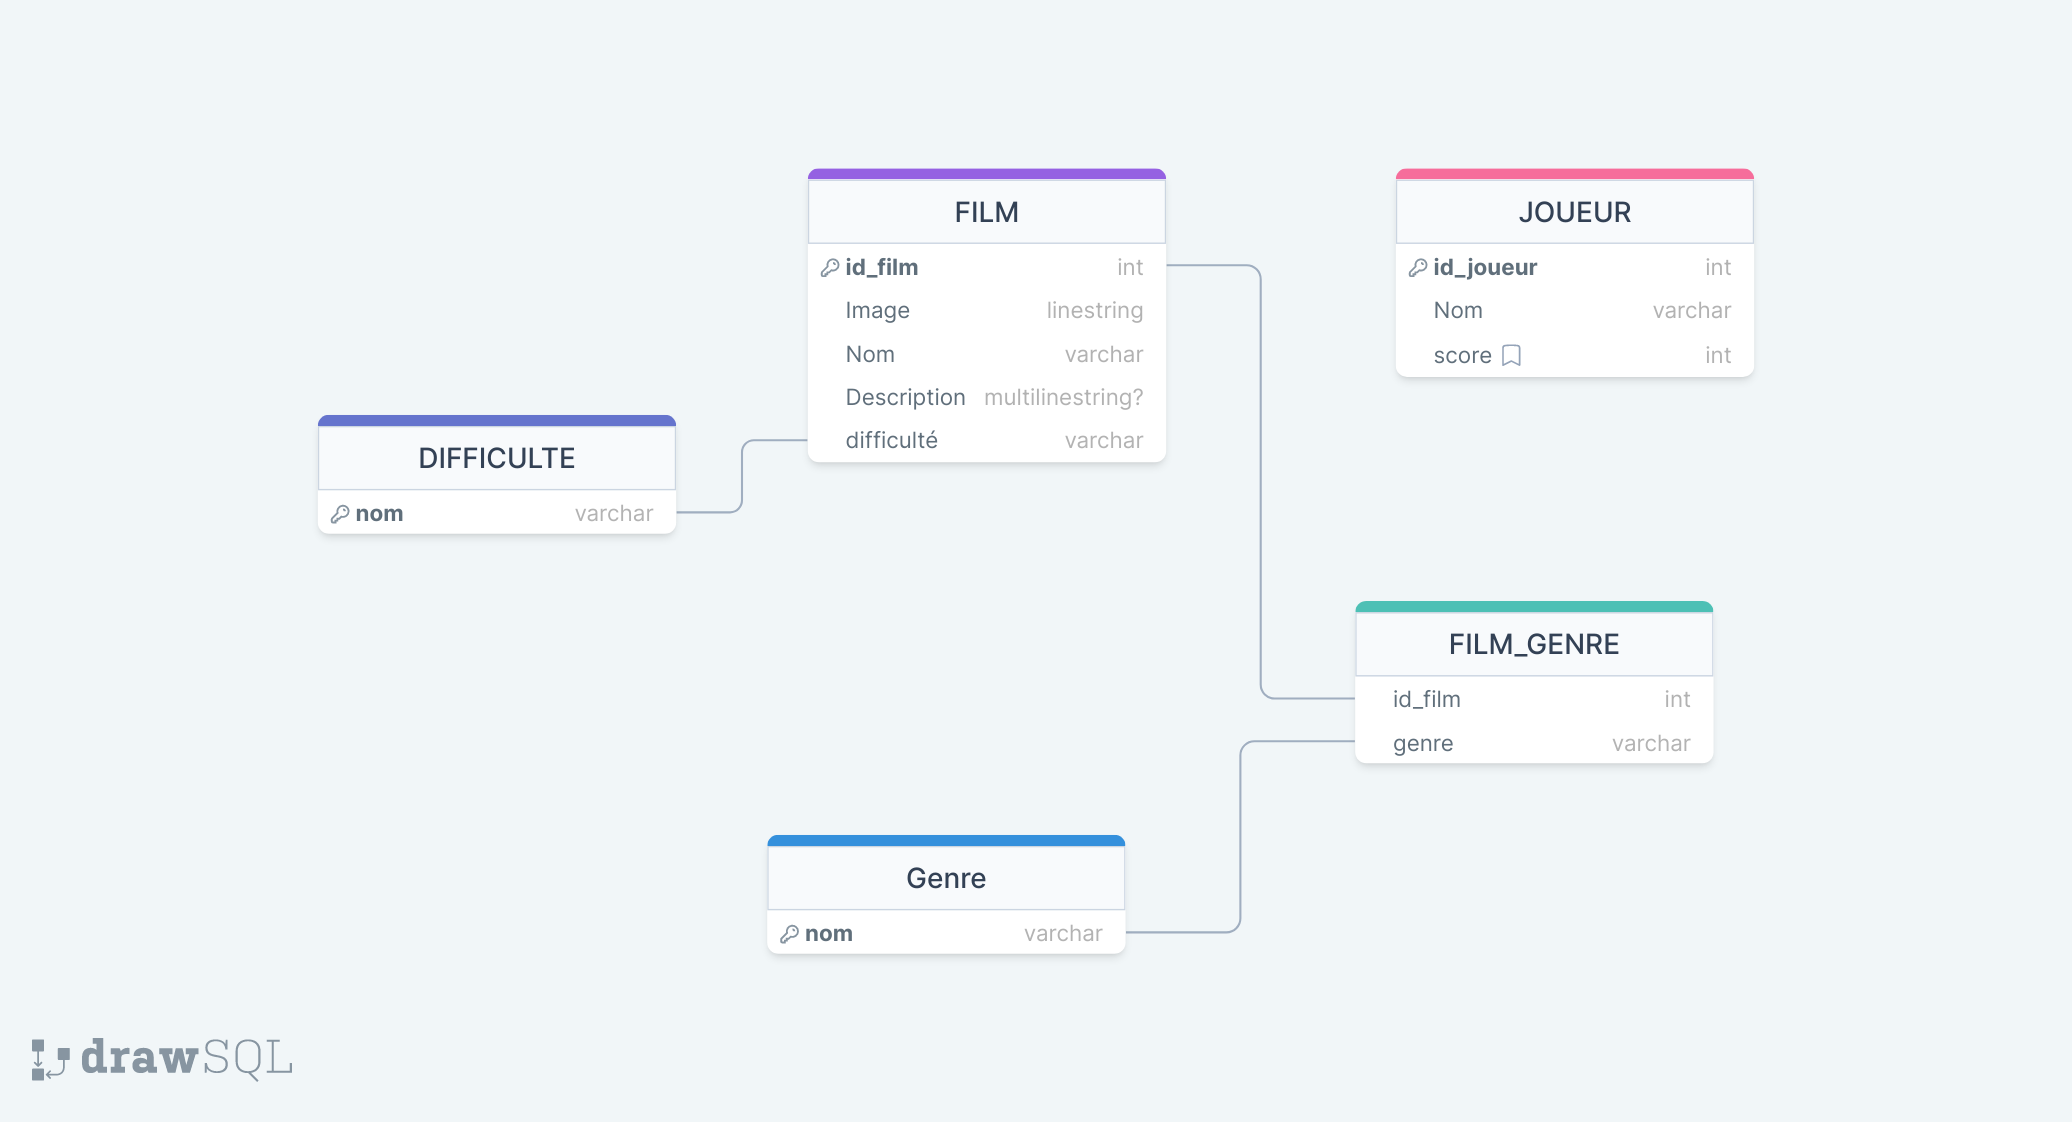 FILM
id_film int
Image linestring
Nom varchar
Description multilinestring?
difficulté varchar
JOUEUR
id_joueur int
Nom varchar
score int
DIFFICULTE
nom varchar
FILM_GENRE
id_film int
genre varchar
Genre
nom varchar
drawSQL